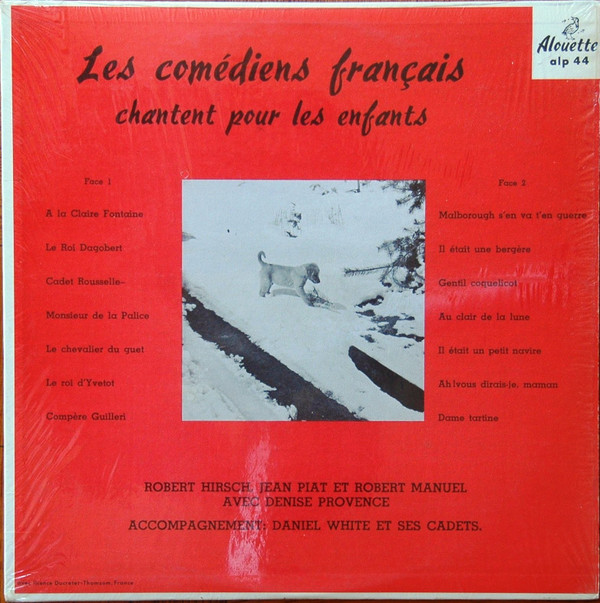 Alouette
alp 44
Les comédiens français
chantent pour les enfants
Face 1
A la Claire Fontaine
Le Roi Dagobert
Cadet Rousselle-
Monsieur de la Palice
Le chevalier du guet
Le roi d'Yvetot
Compère Guilleri
Face 2
Malborough s'en va t'en guerre
Il était une bergère
Gentil coquelicot
Au clair de la lune
Il était un petit navire
Ah!vous dirais-je, maman
Dame tartine
ROBERT HIRSCH, JEAN PIAT ET ROBERT MANUEL
AVEC DENISE PROVENCE
ACCOMPAGNEMENT: DANIEL WHITE ET SES CADETS.
Ducretet-Thomson, France